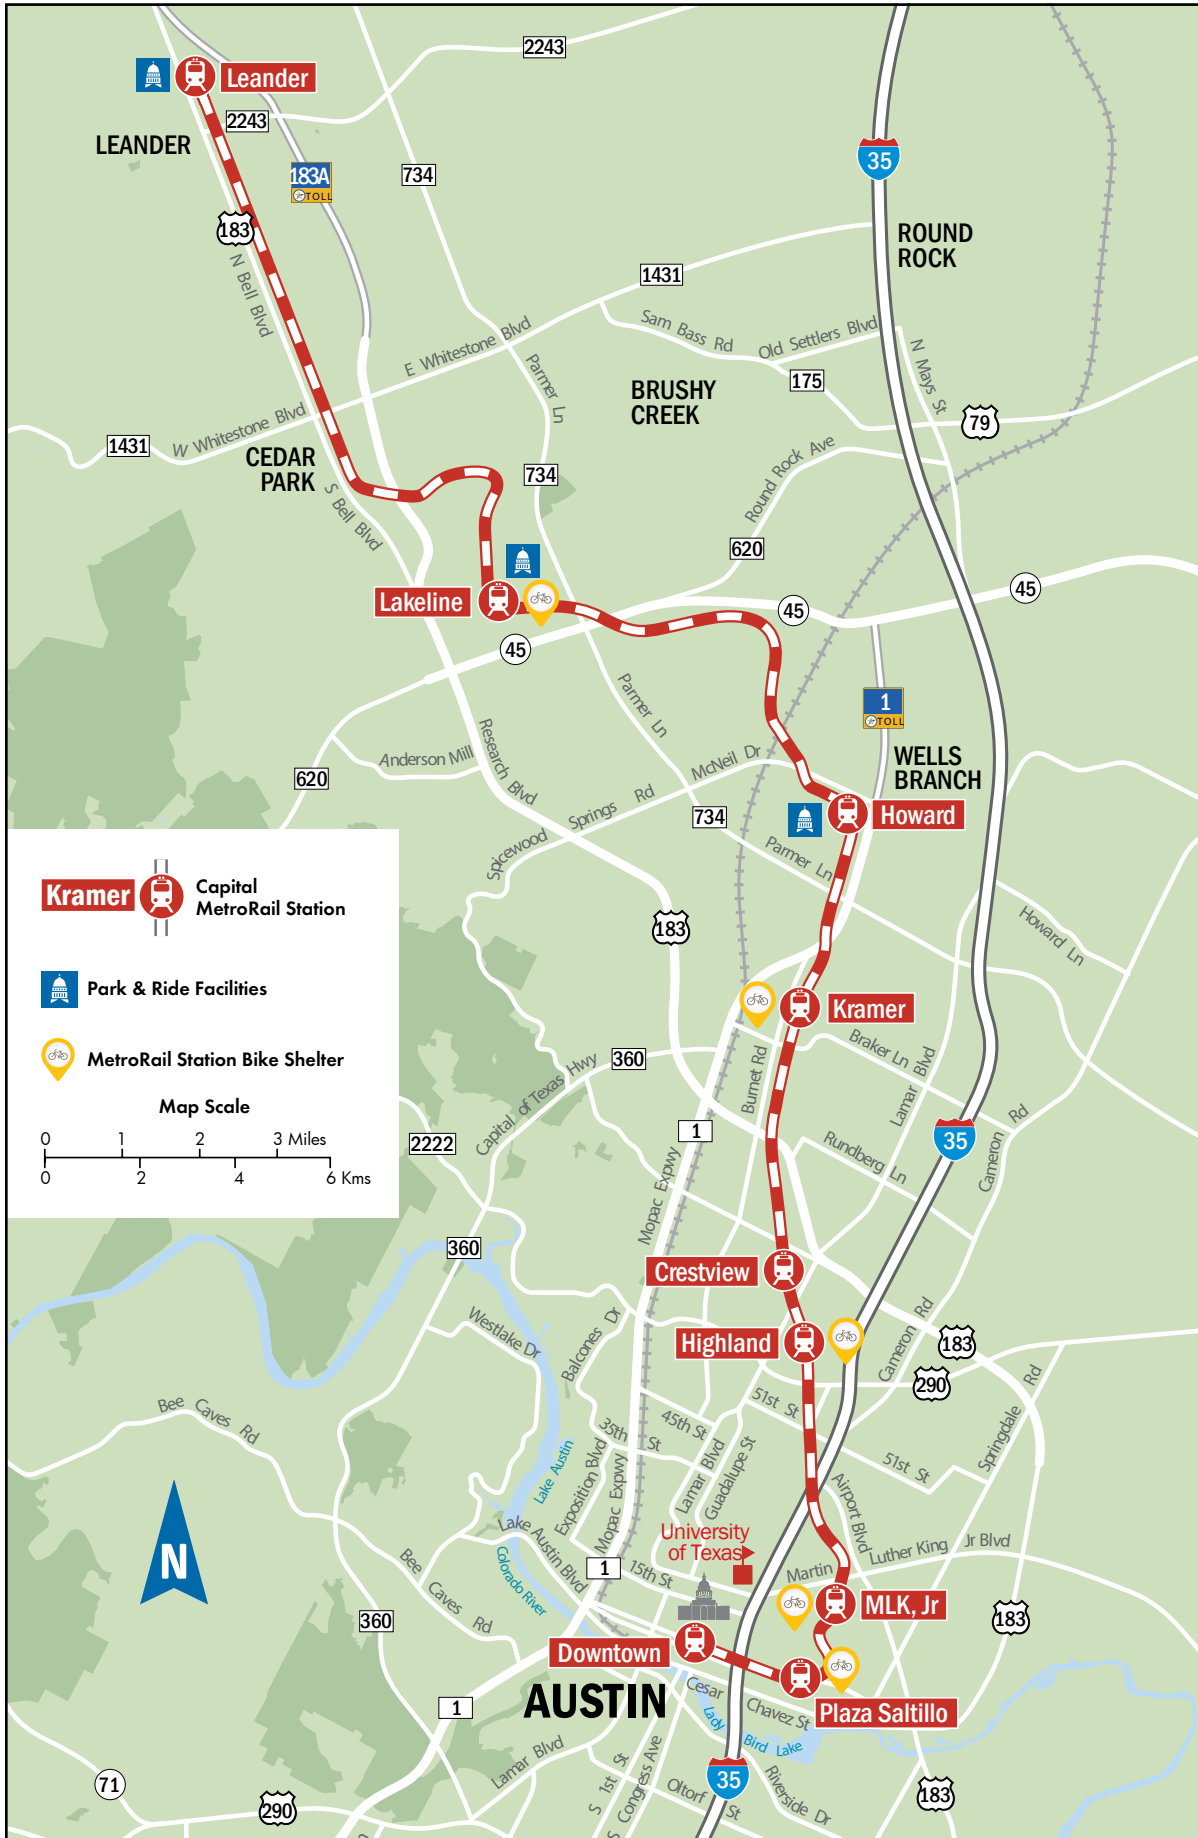 2243
Leander
2243
LEANDER
183A
TOLL
734
35
183
ROUND
ROCK
N Bell Blvd
1431
Sam Bass Rd
Old Settlers Blvd
E Whitestone Blvd
N Mays St
Parmer Ln
175
BRUSHY
CREEK
79
W Whitestone Blvd
1431
CEDAR
PARK
734
Round Rock Ave
S Bell Blvd
620
Lakeline
45
45
45
Parmer Ln
1
TOLL
Research Blvd
Anderson Mill
McNeil Dr
WELLS
BRANCH
620
Spicewood Springs Rd
734
Howard
Parmer Ln
Kramer
Capital
MetroRail Station
183
Howard Ln
Park & Ride Facilities
Kramer
MetroRail Station Bike Shelter
Braker Ln
360
Capital of Texas Hwy
Burnet Rd
Lamar Blvd
Map Scale
0 1 2 3 Miles
0 2 4 6 Kms
2222
1
35
Cameron Rd
Rundberg Ln
Mopac Expwy
360
Crestview
Westlake Dr
Balcones Dr
Highland
Cameron Rd
183
290
Bee Caves Rd
51st St
45th St
35th St
Springdale Rd
51st St
Lamar Blvd
Guadalupe St
Lake Austin
Exposition Blvd
Mopac Expwy
Airport Blvd
N
Lake Austin Blvd
University
of Texas
Martin Luther King Jr Blvd
15th St
1
Colorado River
Bee Caves Rd
360
MLK, Jr
183
Downtown
AUSTIN
Plaza Saltillo
Cesar Chavez St
1
Lady Bird Lake
Lamar Blvd
S 1st St
S Congress Ave
Oltorf St
35
Riverside Dr
71
290
183